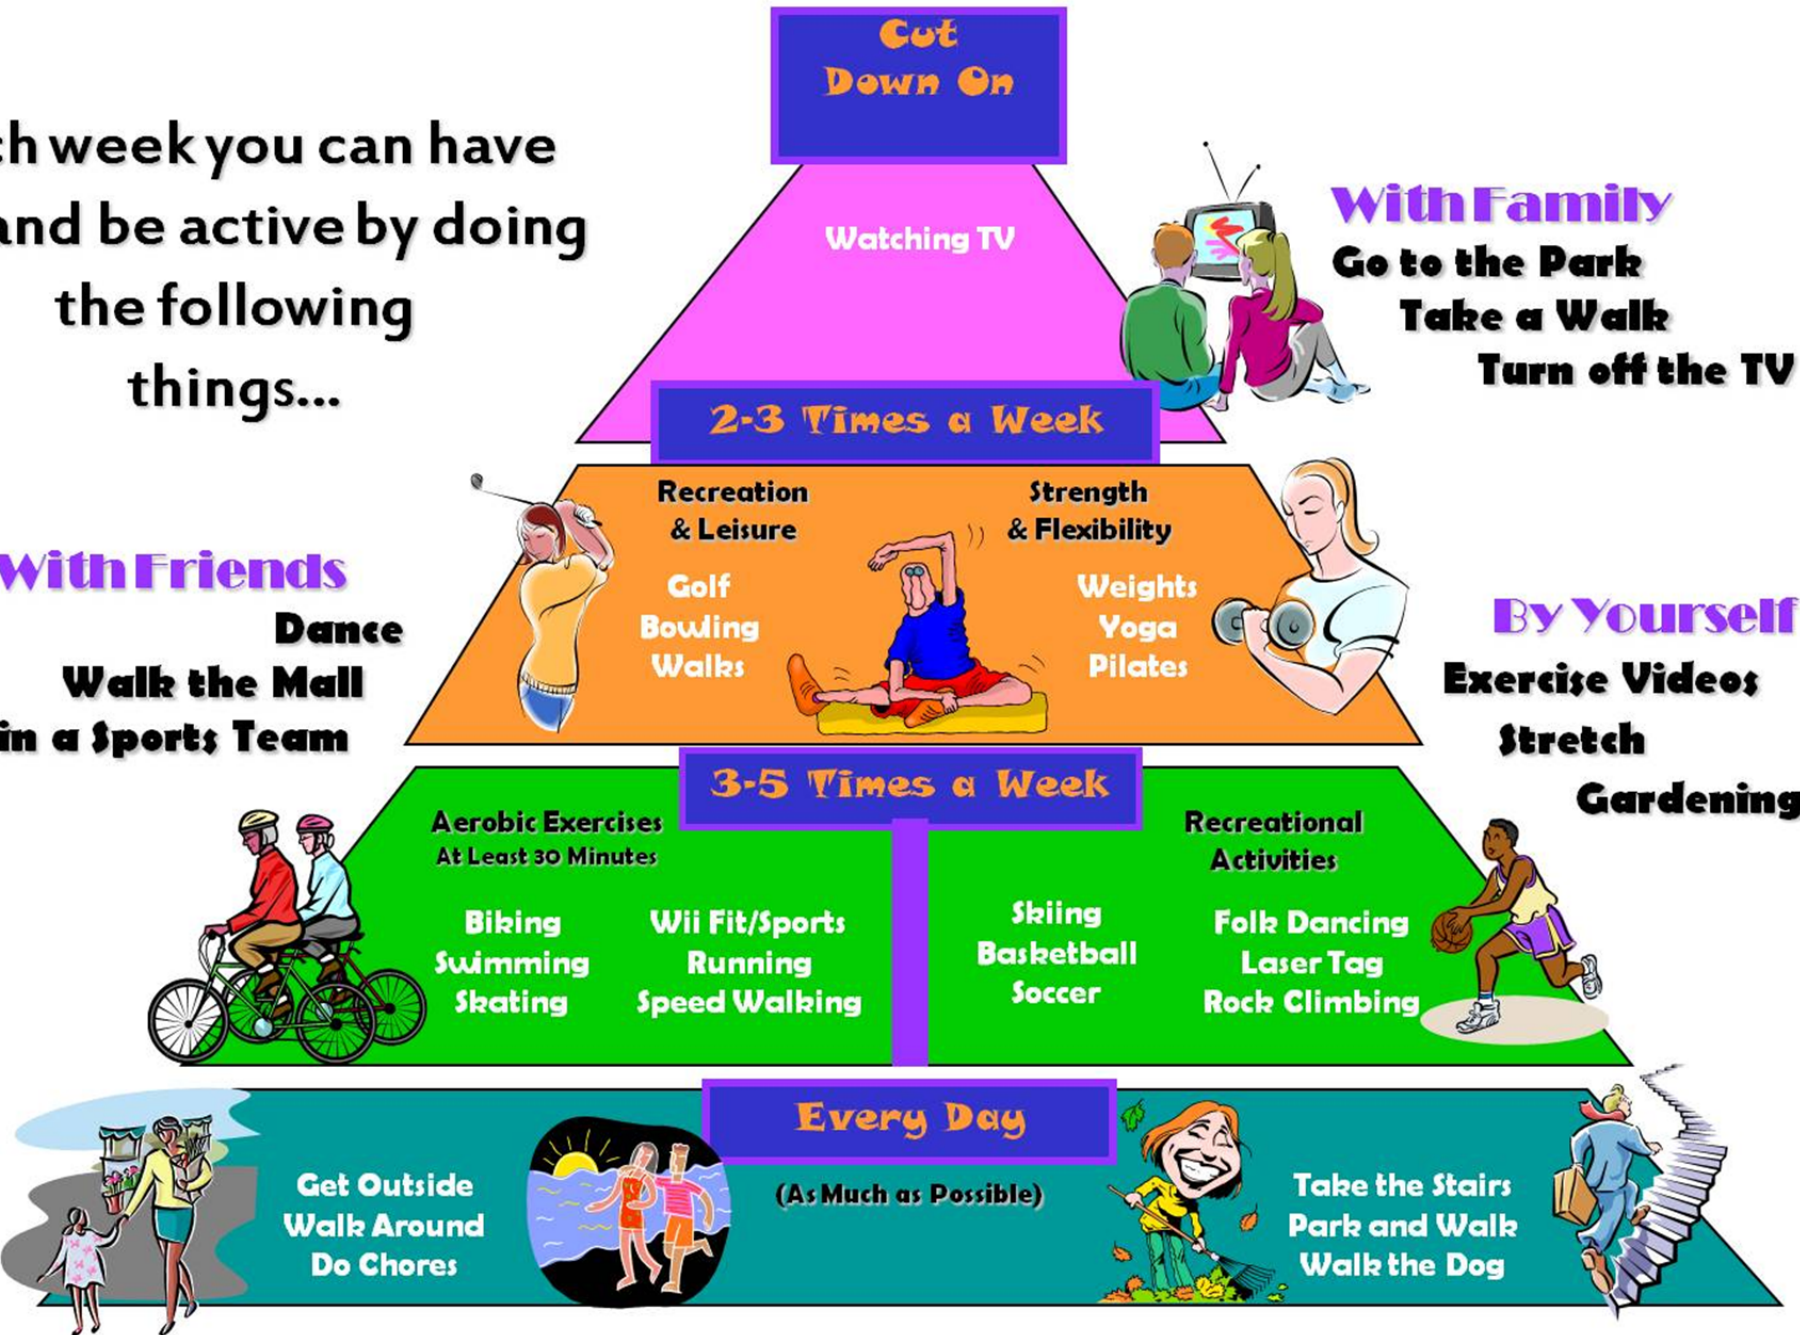 Cut
Down On
week you can have
and be active by doing
the following
things...
Watching TV
With Family
Go to the Park
Take a Walk
Turn off the TV
2-3 Times a Week
Recreation
& Leisure
Golf
Bowling
Walks
Strength
& Flexibility
Weights
Yoga
Pilates
With Friends
Dance
Walk the Mall
in a Sports Team
By Yourself
Exercise Videos
Stretch
Gardening
3-5 Times a Week
Aerobic Exercises
At Least 30 Minutes
Biking
Swimming
Skating
Wii Fit/Sports
Running
Speed Walking
Recreational
Activities
Skiing
Basketball
Soccer
Folk Dancing
Laser Tag
Rock Climbing
Every Day
(As Much as Possible)
Get Outside
Walk Around
Do Chores
Take the Stairs
Park and Walk
Walk the Dog